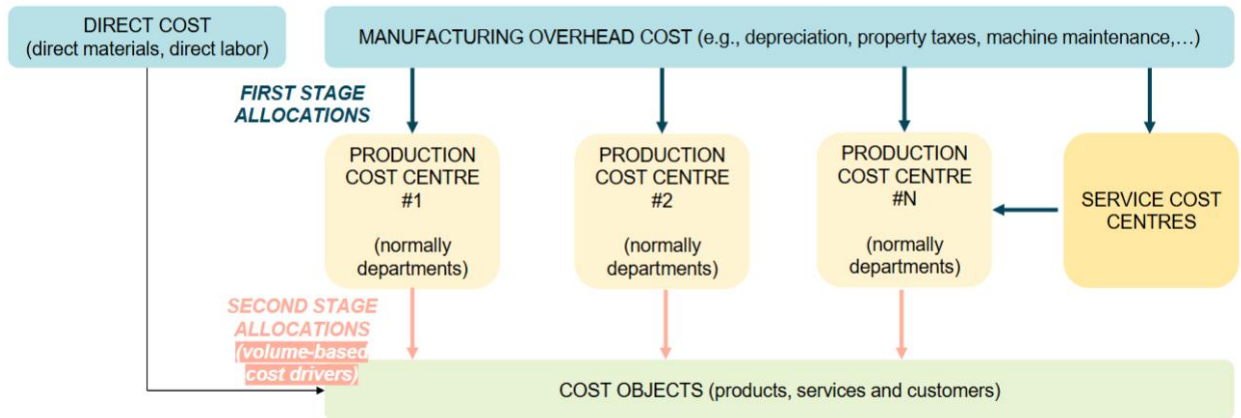 DIRECT COST
(direct materials, direct labor)
MANUFACTURING OVERHEAD COST (e.g., depreciation, property taxes, machine maintenance,…)
FIRST STAGE
ALLOCATIONS
PRODUCTION
COST CENTRE
#1
(normally
departments)
PRODUCTION
COST CENTRE
#2
(normally
departments)
PRODUCTION
COST CENTRE
#N
(normally
departments)
SERVICE COST
CENTRES
SECOND STAGE
ALLOCATIONS
(volume-based
cost drivers)
COST OBJECTS (products, services and customers)